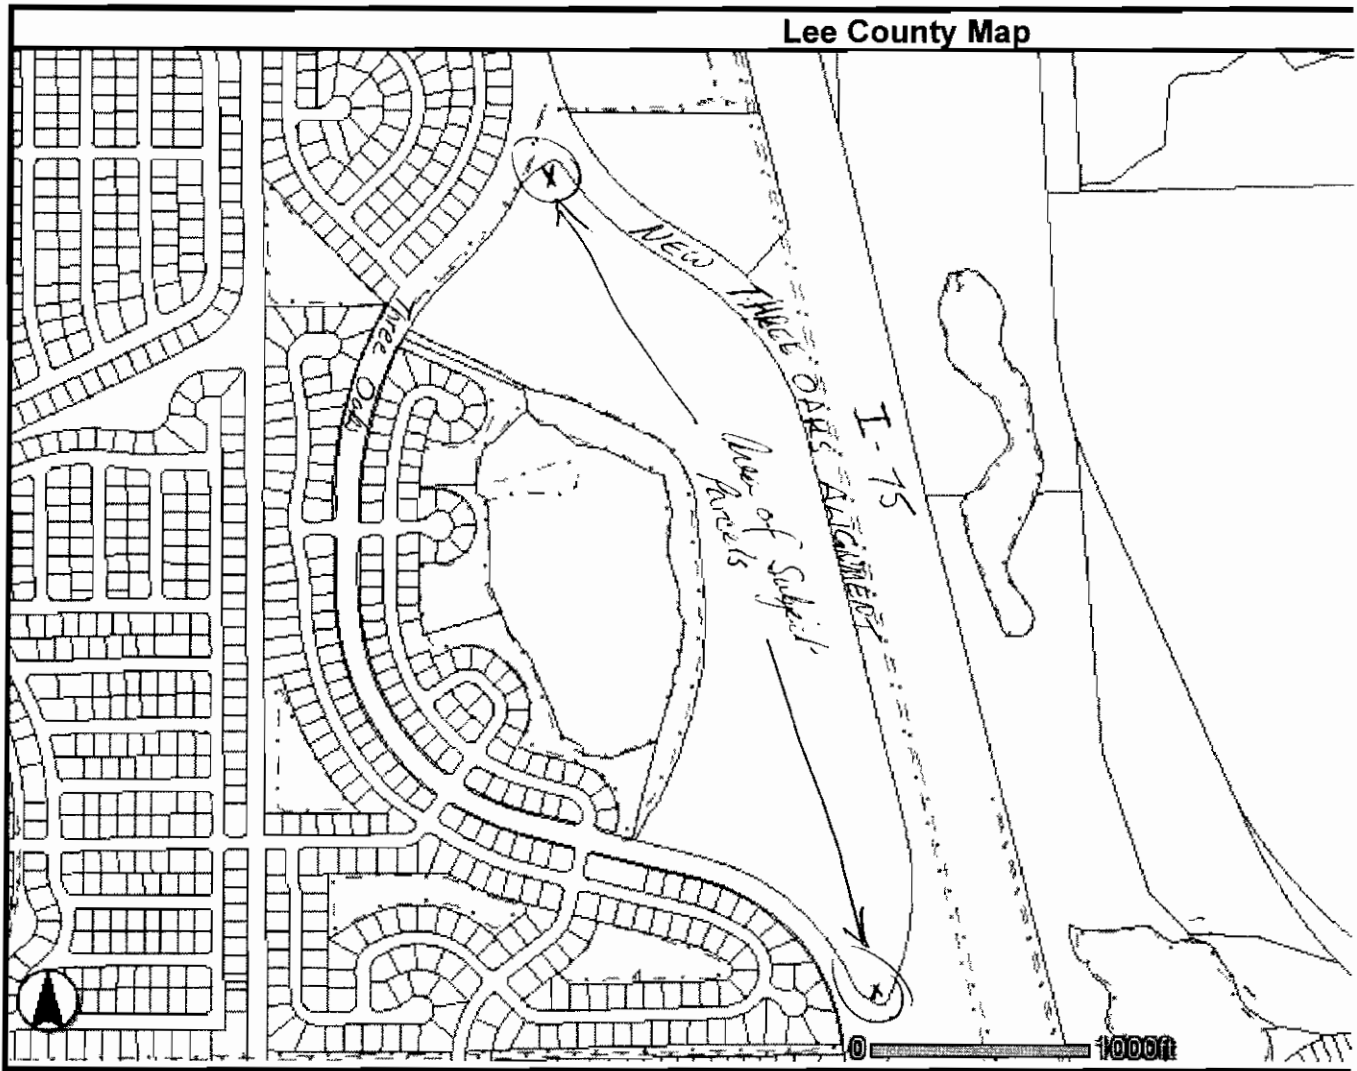 Lee County Map
NEW THREE OAKS ALIGNMENT
Three Oaks
I-75
Area of Subject
Parcels
X
x
0 1000ft